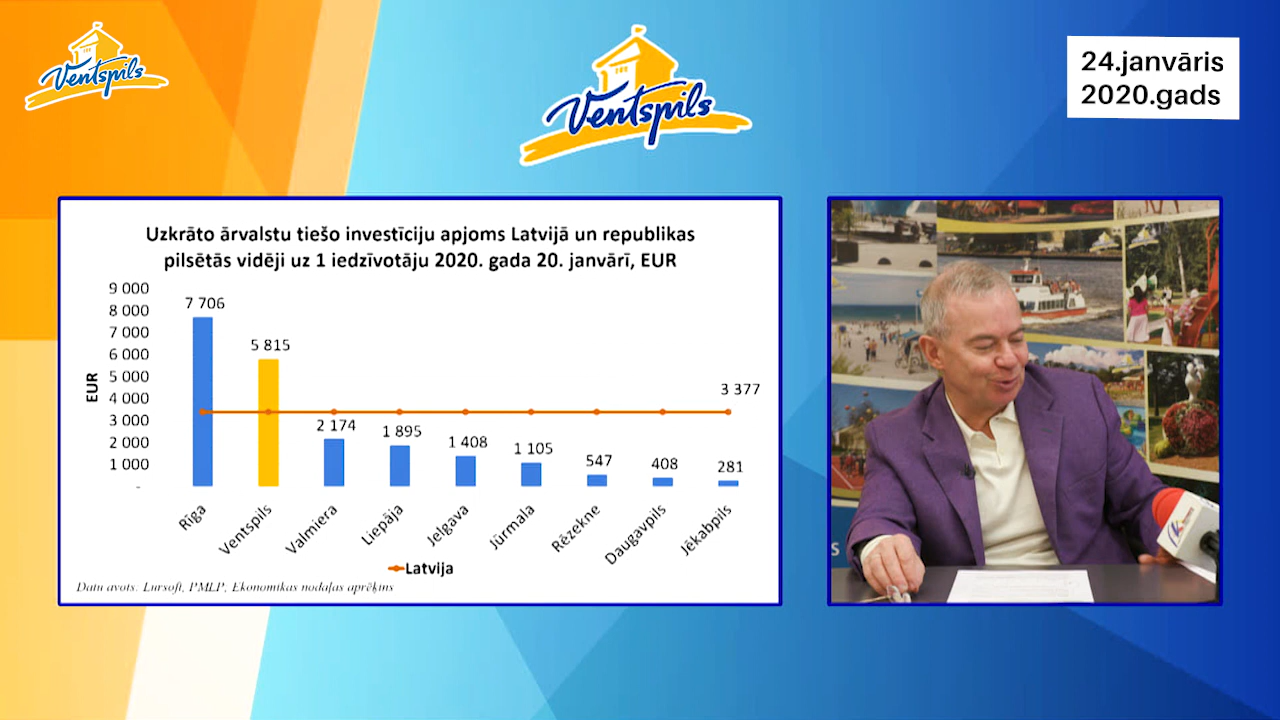 Ventspils
Ventspils
24.janvāris
2020.gads
Uzkrāto ārvalstu tiešo investīciju apjoms Latvijā un republikas
pilsētās vidēji uz 1 iedzīvotāju 2020. gada 20. janvārī, EUR
EUR
9 000
8 000
7 000
6 000
5 000
4 000
3 000
2 000
1 000
-
7 706
5 815
2 174
1 895
1 408
1 105
547
408
281
3 377
Rīga
Ventspils
Valmiera
Liepāja
Jelgava
Jūrmala
Rēzekne
Daugavpils
Jēkabpils
Latvija
Datu avots: Lursoft, PMLP, Ekonomikas nodaļas aprēķins